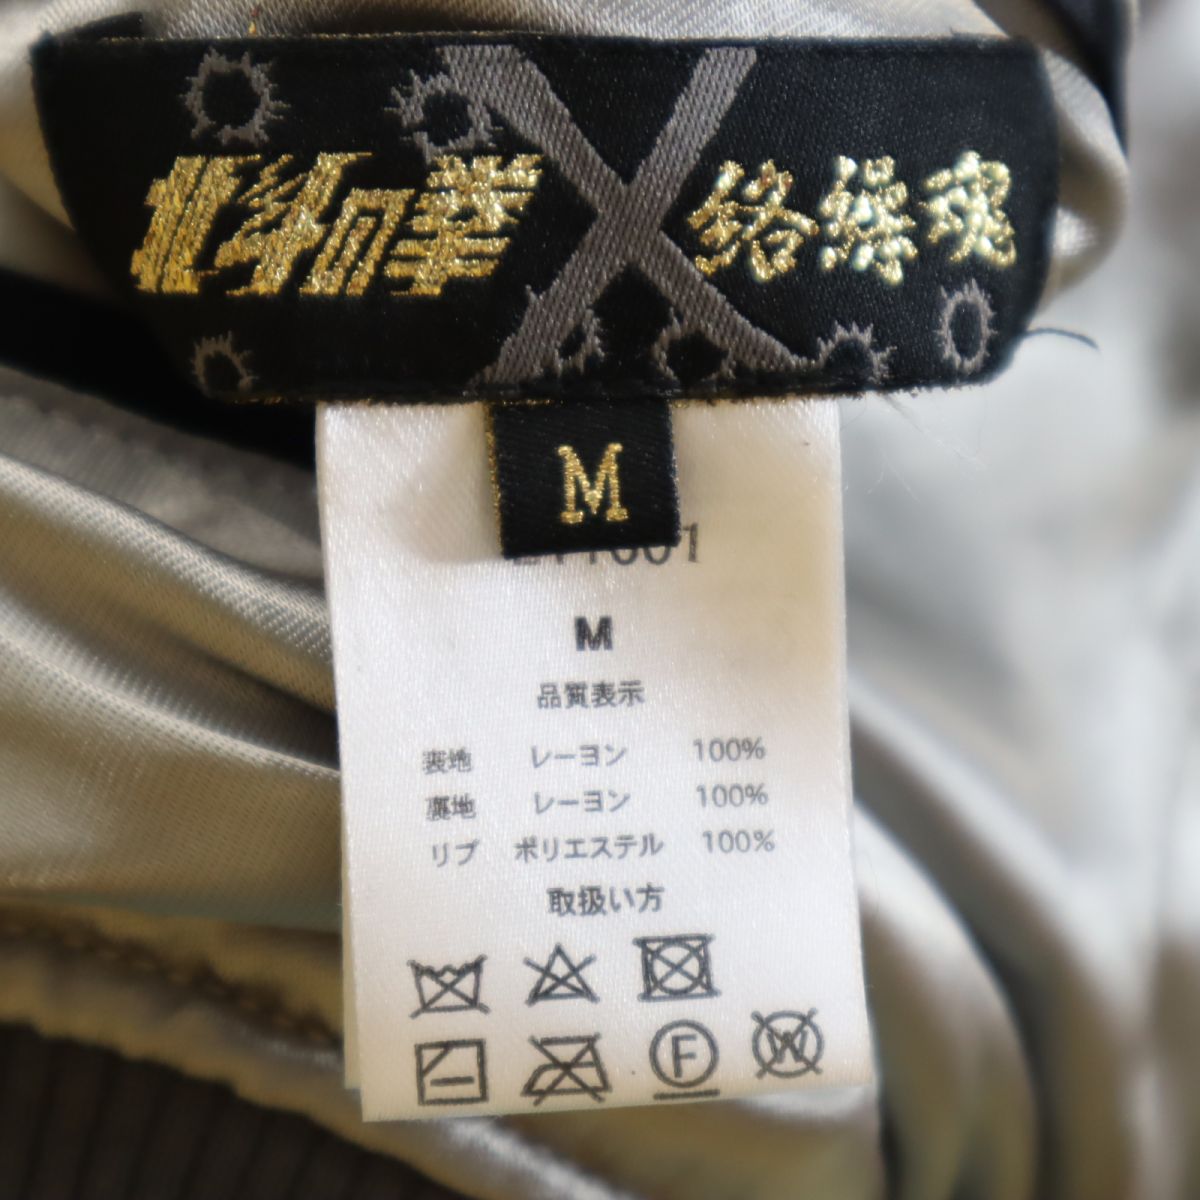 北斗の拳 絡繰魂
M
M
品質表示
表地 レーヨン 100%
裏地 レーヨン 100%
リブ ポリエステル 100%
取扱い方
F W